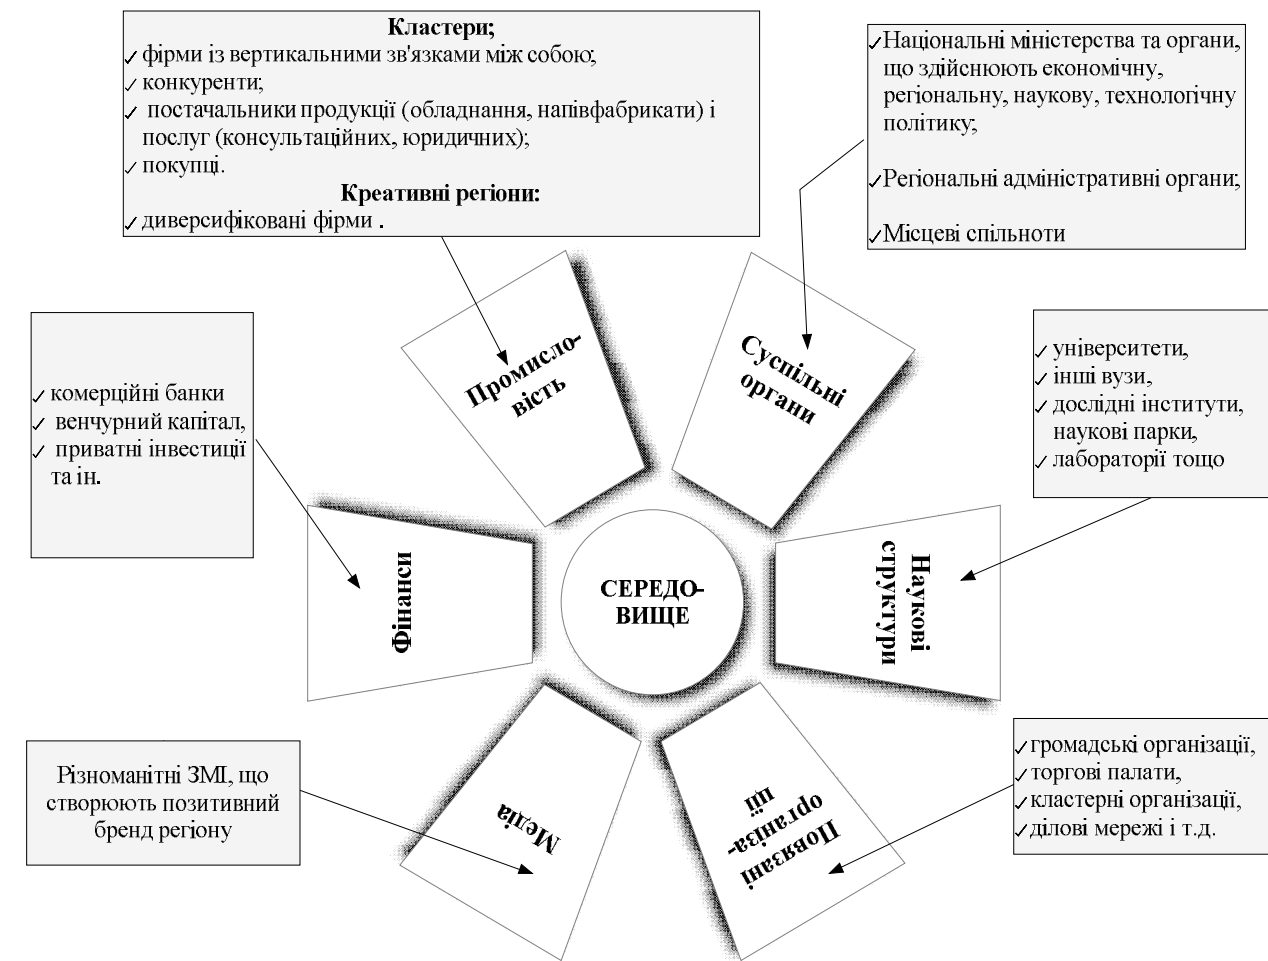 Кластери;
✓ фірми із вертикальними зв'язками між собою;
✓ конкуренти;
✓ постачальники продукції (обладнання, напівфабрикати) і
послуг (консультаційних, юридичних);
✓ покупці.
Креативні регіони:
✓ диверсифіковані фірми .
✓ Національні міністерства та органи,
що здійснюють економічну,
регіональну, наукову, технологічну
політику;
✓ Регіональні адміністративні органи;
✓ Місцеві спільноти
Промисло-
вість
Суспільні
органи
✓ комерційні банки
✓ венчурний капітал,
✓ приватні інвестиції
та ін.
✓ університети,
✓ інші вузи,
✓ дослідні інститути,
наукові парки,
✓ лабораторії тощо
Фінанси
СЕРЕДО-
ВИЩЕ
Наукові
структури
Різноманітні ЗМІ, що
створюють позитивний
бренд регіону
Медіа
Повязані
організа-
ції
✓ громадські організації,
✓ торгові палати,
✓ кластерні організації,
✓ ділові мережі і т.д.